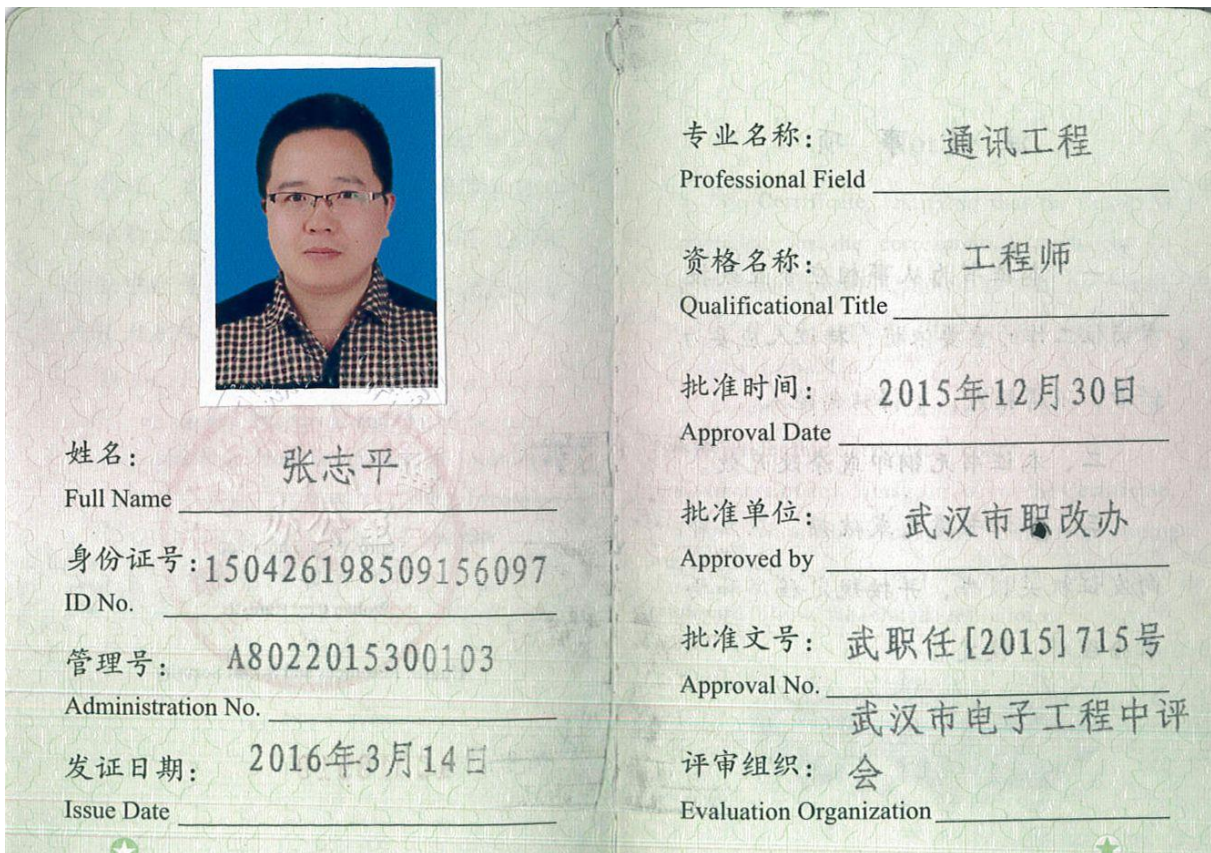 姓名： 张志平
Full Name
身份证号：150426198509156097
ID No.
管理号： A8022015300103
Administration No.
发证日期： 2016年3月14日
Issue Date
专业名称： 通讯工程
Professional Field
资格名称： 工程师
Qualificational Title
批准时间： 2015年12月30日
Approval Date
批准单位： 武汉市职改办
Approved by
批准文号： 武职任[2015]715号
Approval No.
武汉市电子工程中评
评审组织： 会
Evaluation Organization